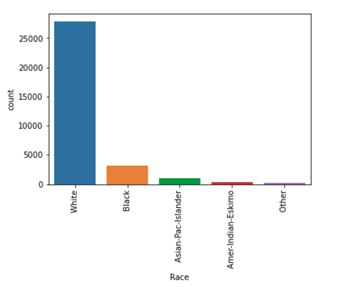 count
25000
20000
15000
10000
5000
0
White
Black
Asian-Pac-Islander
Amer-Indian-Eskimo
Other
Race